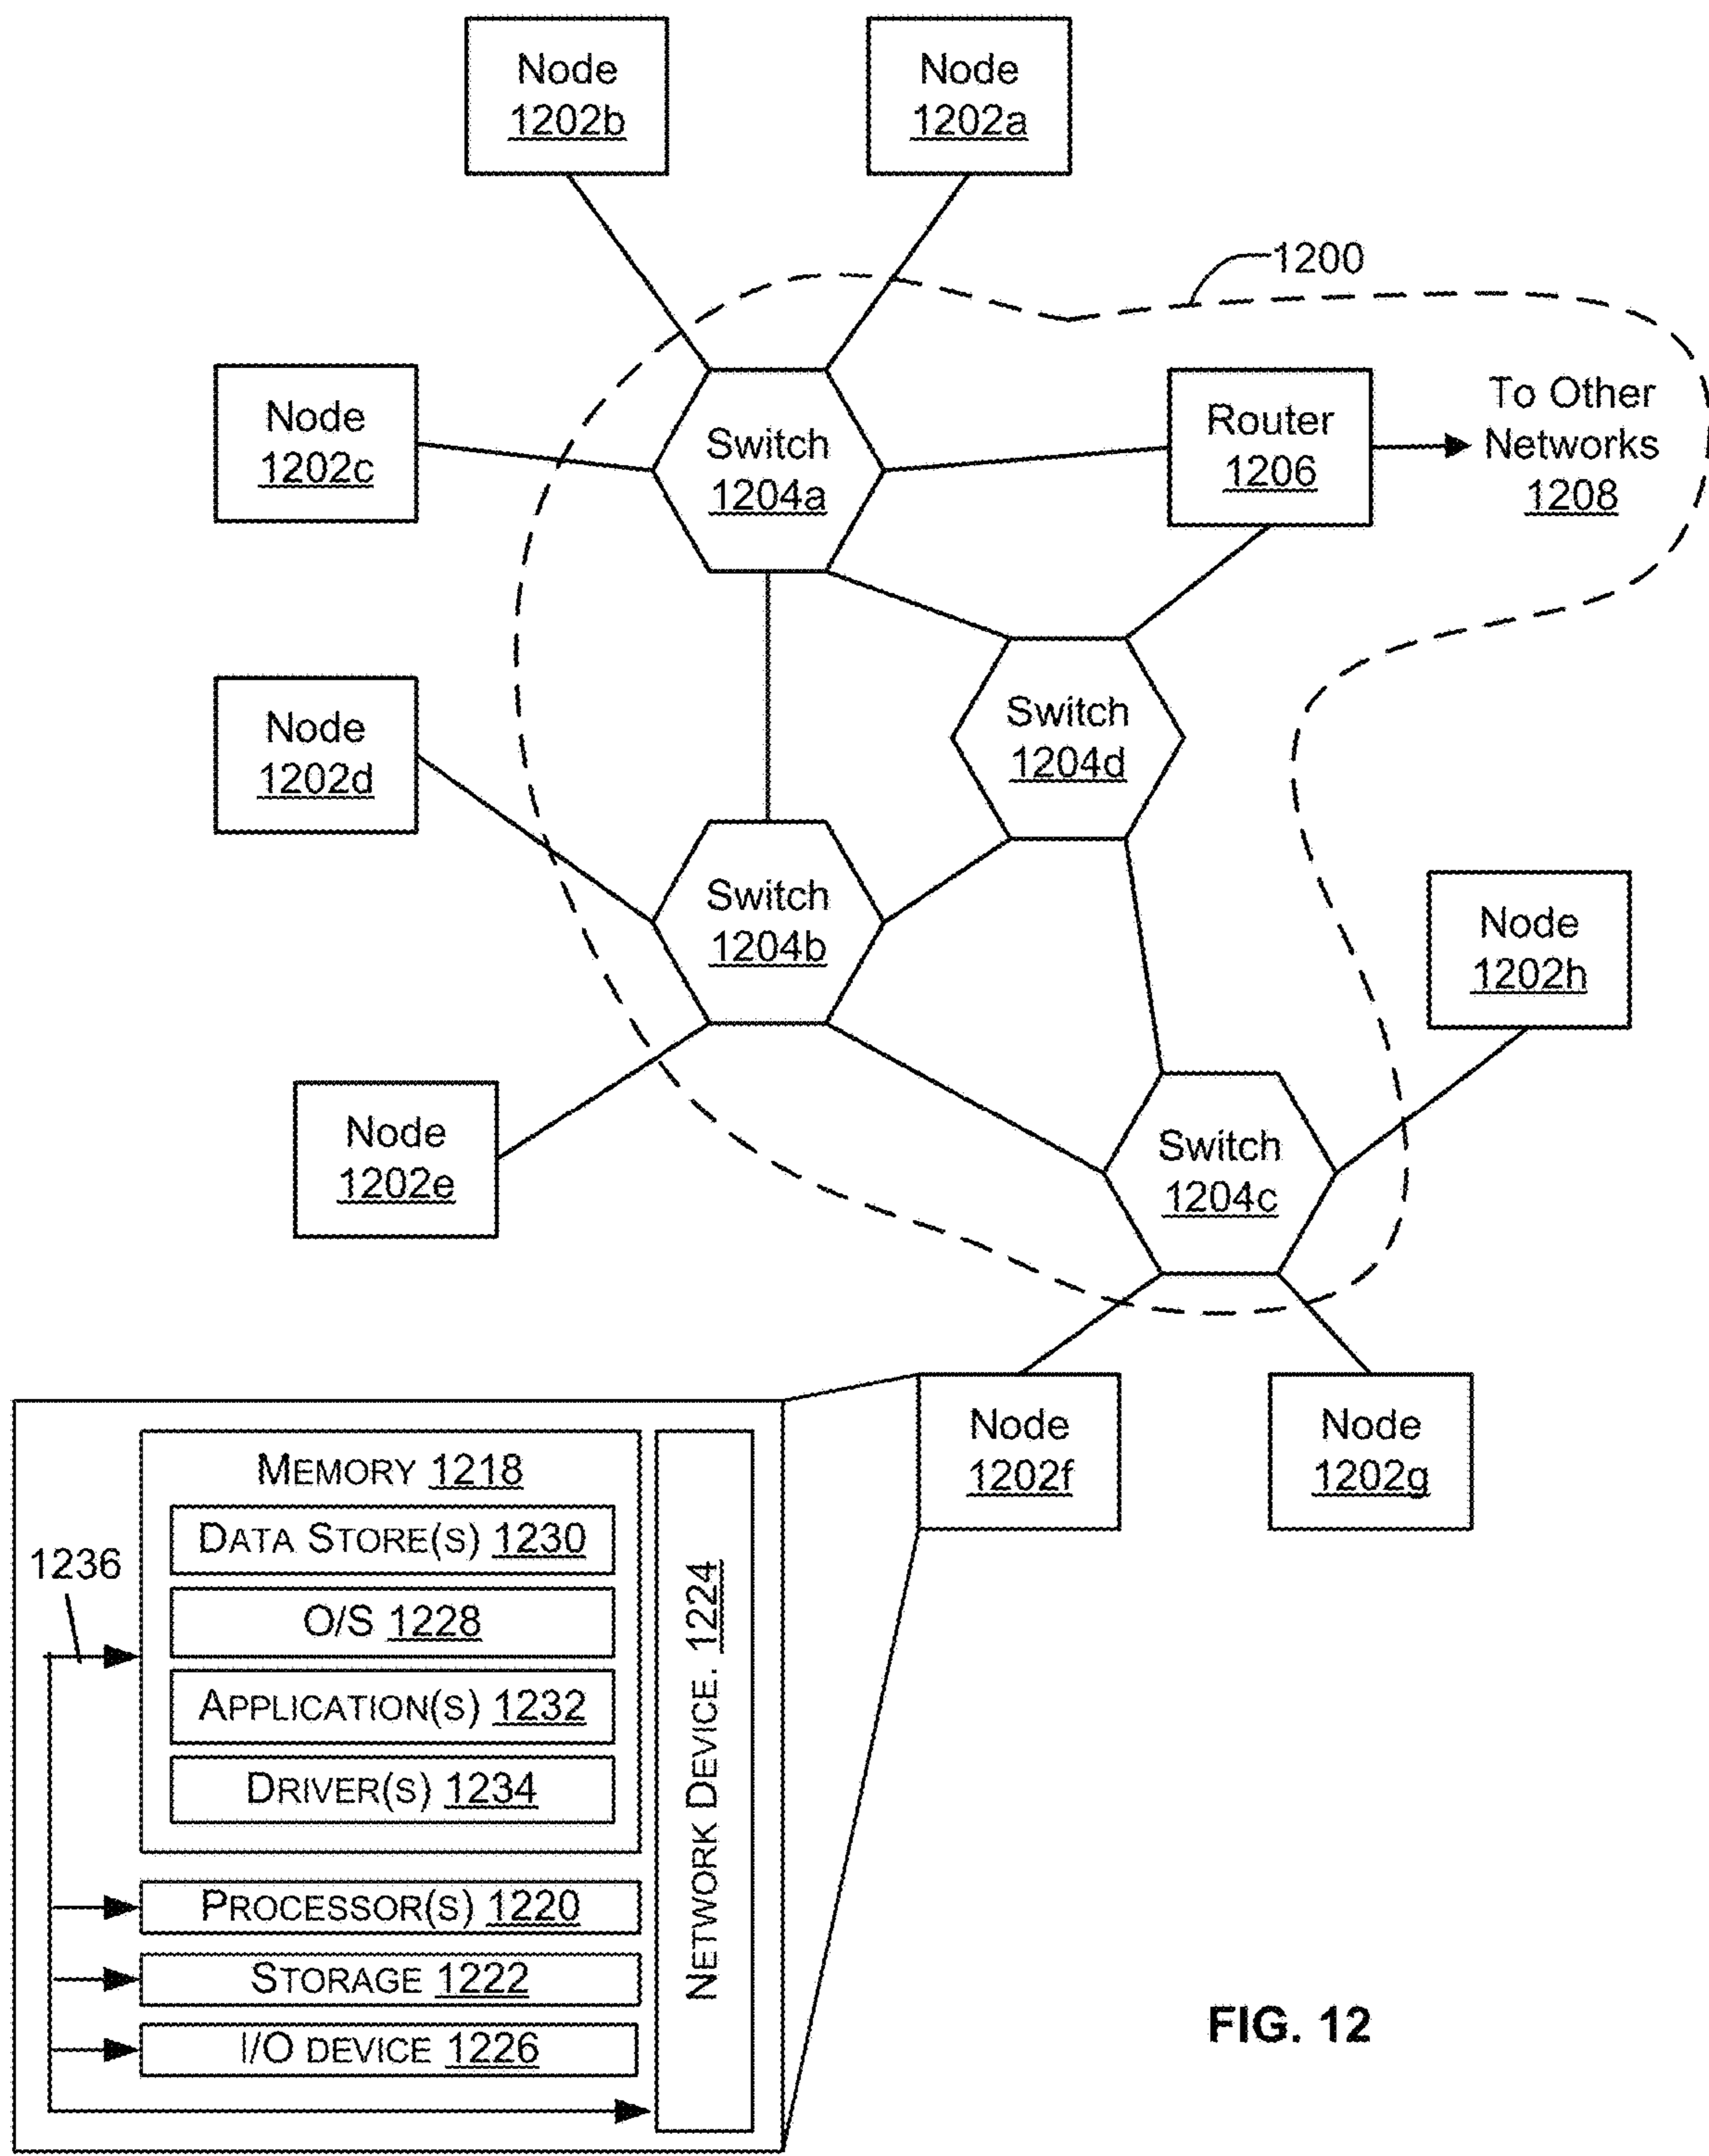 Node
1202b
Node
1202a
1200
Node
1202c
Switch
1204a
Router
1206
To Other
Networks
1208
Node
1202d
Switch
1204d
Switch
1204b
Node
1202h
Node
1202e
Switch
1204c
Node
1202f
Node
1202g
MEMORY 1218
DATA STORE(S) 1230
1236
O/S 1228
APPLICATION(S) 1232
DRIVER(S) 1234
NETWORK DEVICE. 1224
PROCESSOR(S) 1220
STORAGE 1222
I/O DEVICE 1226
FIG. 12